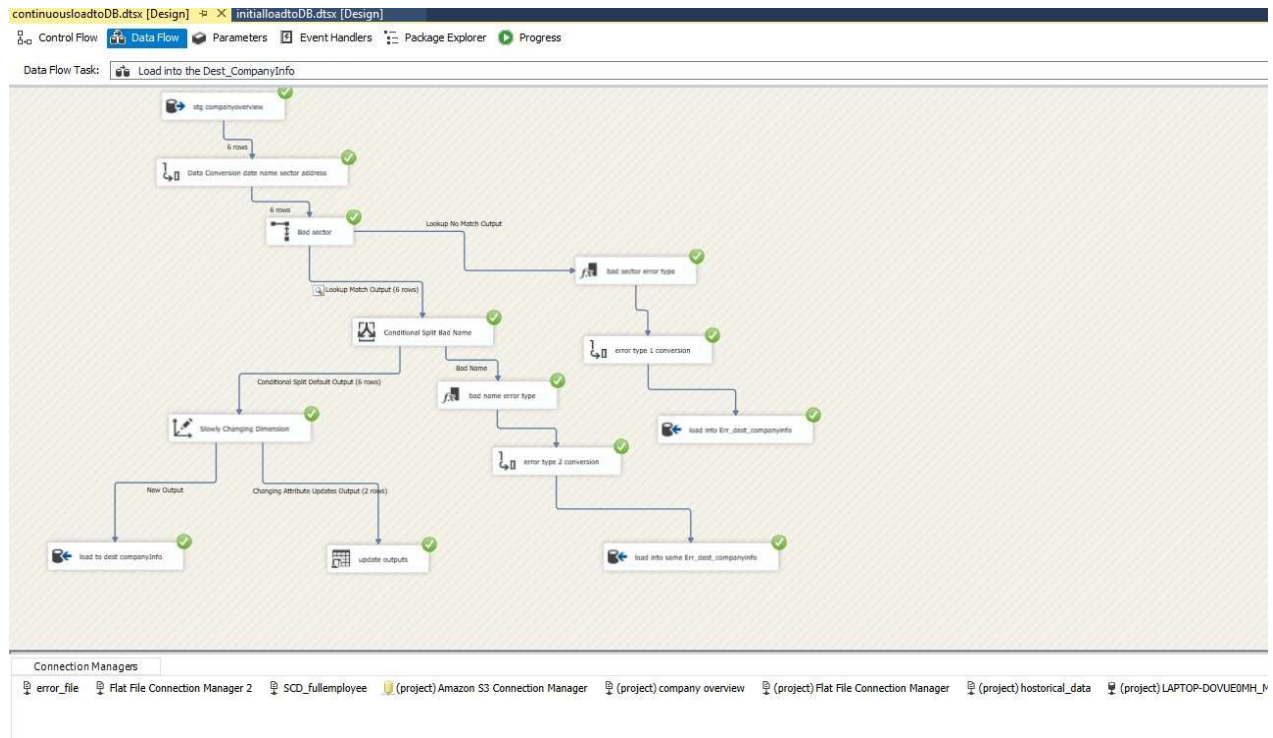 continuousloadtoDB.dtsx [Design] initialloadtoDB.dtsx [Design]
Control Flow Data Flow Parameters Event Handlers Package Explorer Progress
Data Flow Task: Load into the Dest_CompanyInfo
stg companyoverview
6 rows
Data Conversion date name sector address
6 rows
Bad sector
Lookup No Match Output
bad sector error type
Lookup Match Output (6 rows)
Conditional Split Bad Name
error type 1 conversion
Bad Name
Conditional Split Default Output (6 rows)
bad name error type
Slowly Changing Dimension
load into Err_dest_companyinfo
error type 2 conversion
New Output
Changing Attribute Updates Output (2 rows)
load to dest companyInfo
update outputs
load into same Err_dest_companyinfo
Connection Managers
error_file Flat File Connection Manager 2 SCD_fullemployee (project) Amazon S3 Connection Manager (project) company overview (project) Flat File Connection Manager (project) hostorical_data (project) LAPTOP-DOVUE0MH_M